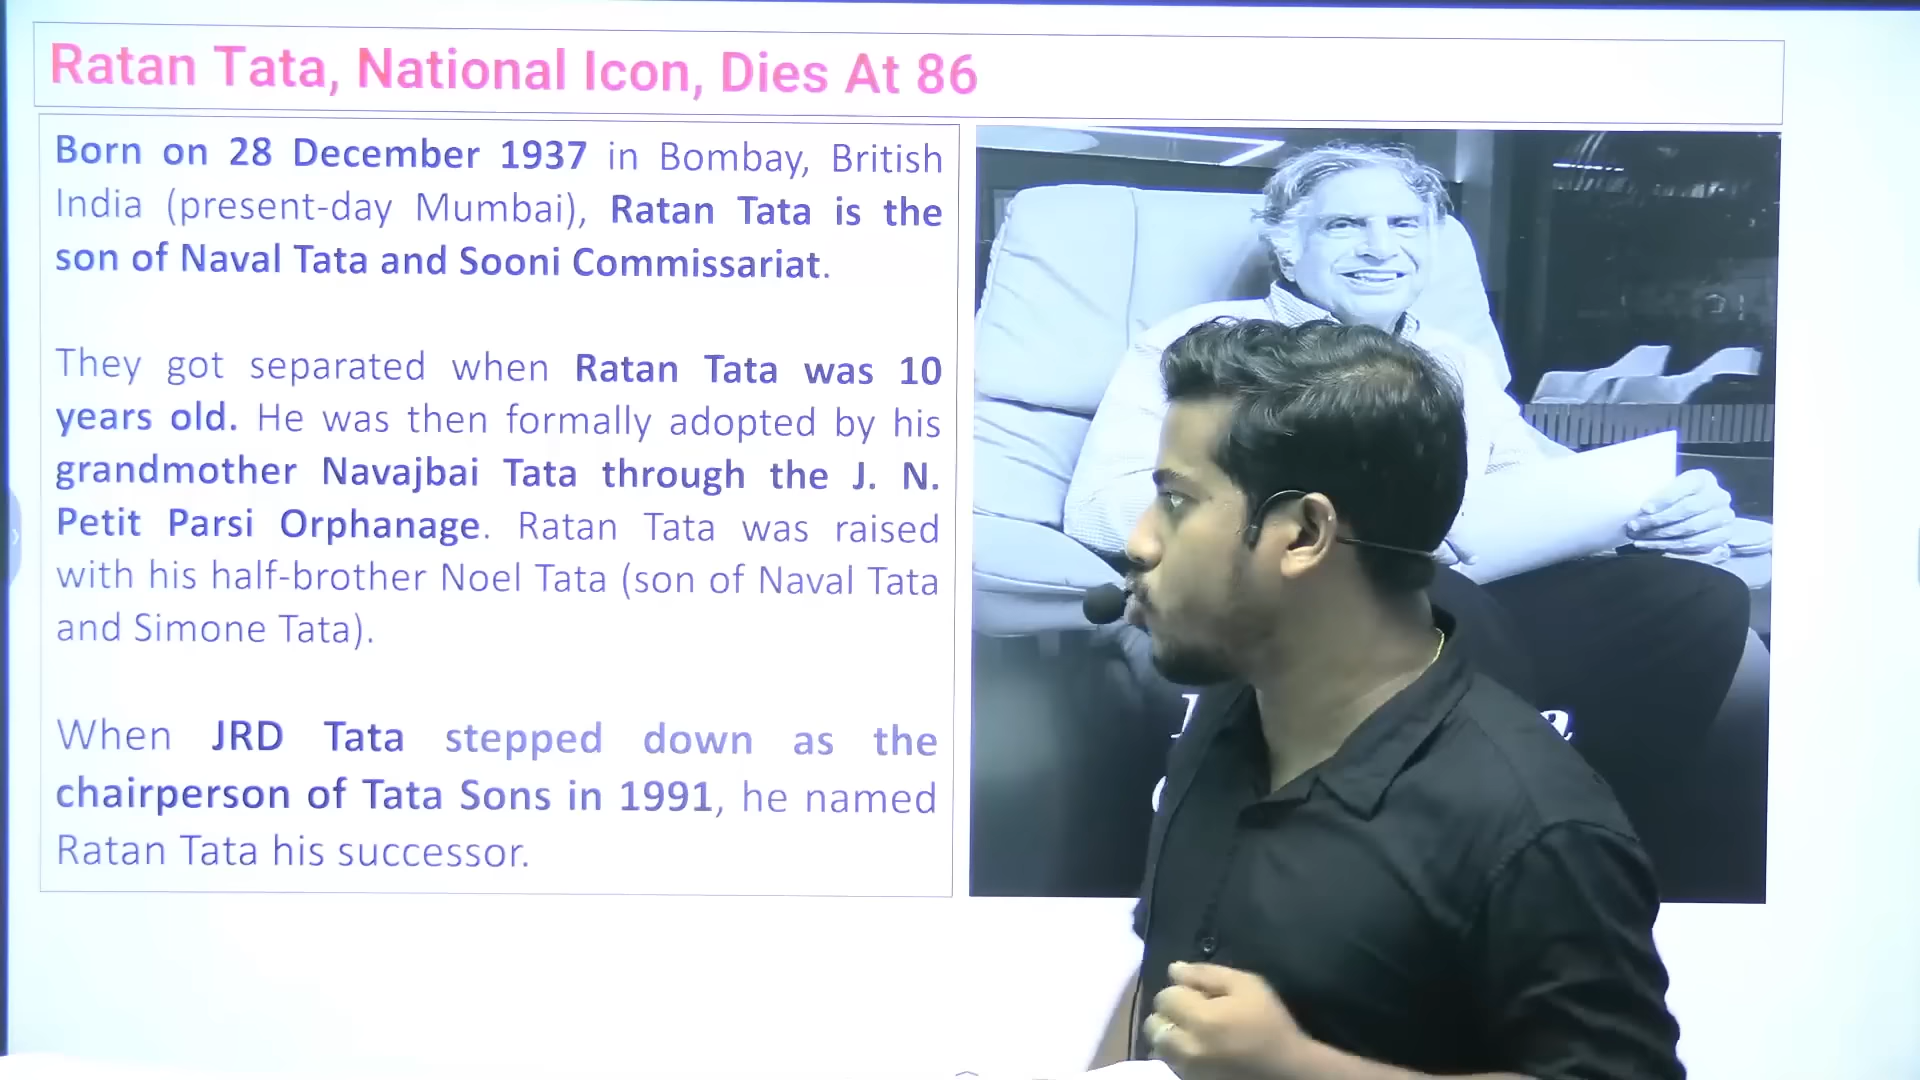 Ratan Tata, National Icon, Dies At 86
Born on 28 December 1937 in Bombay, British
India (present-day Mumbai), Ratan Tata is the
son of Naval Tata and Sooni Commissariat.
They got separated when Ratan Tata was 10
years old. He was then formally adopted by his
grandmother Navajbai Tata through the J. N.
Petit Parsi Orphanage. Ratan Tata was raised
with his half-brother Noel Tata (son of Naval Tata
and Simone Tata).
When JRD Tata stepped down as the
chairperson of Tata Sons in 1991, he named
Ratan Tata his successor.